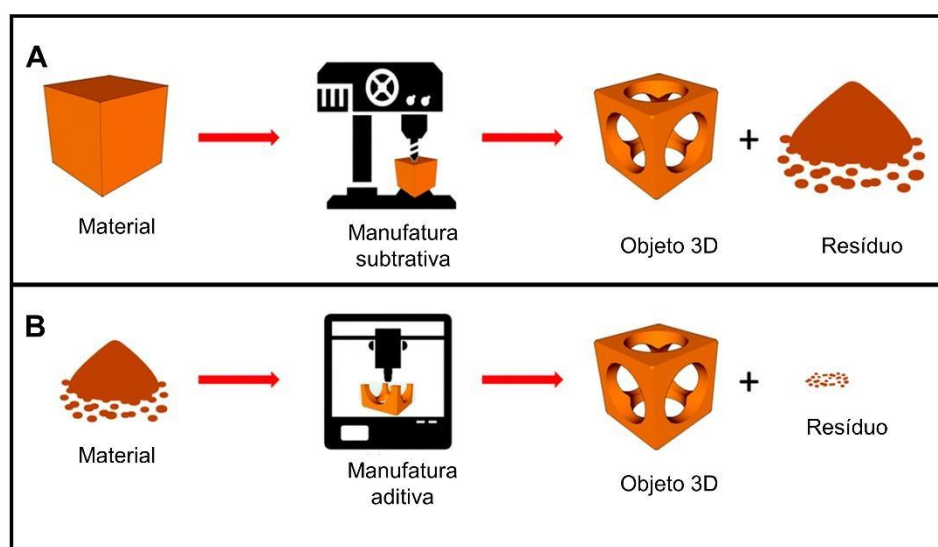 A
Material
Manufatura
subtrativa
Objeto 3D
+
Resíduo
B
Material
Manufatura
aditiva
Objeto 3D
+
Resíduo